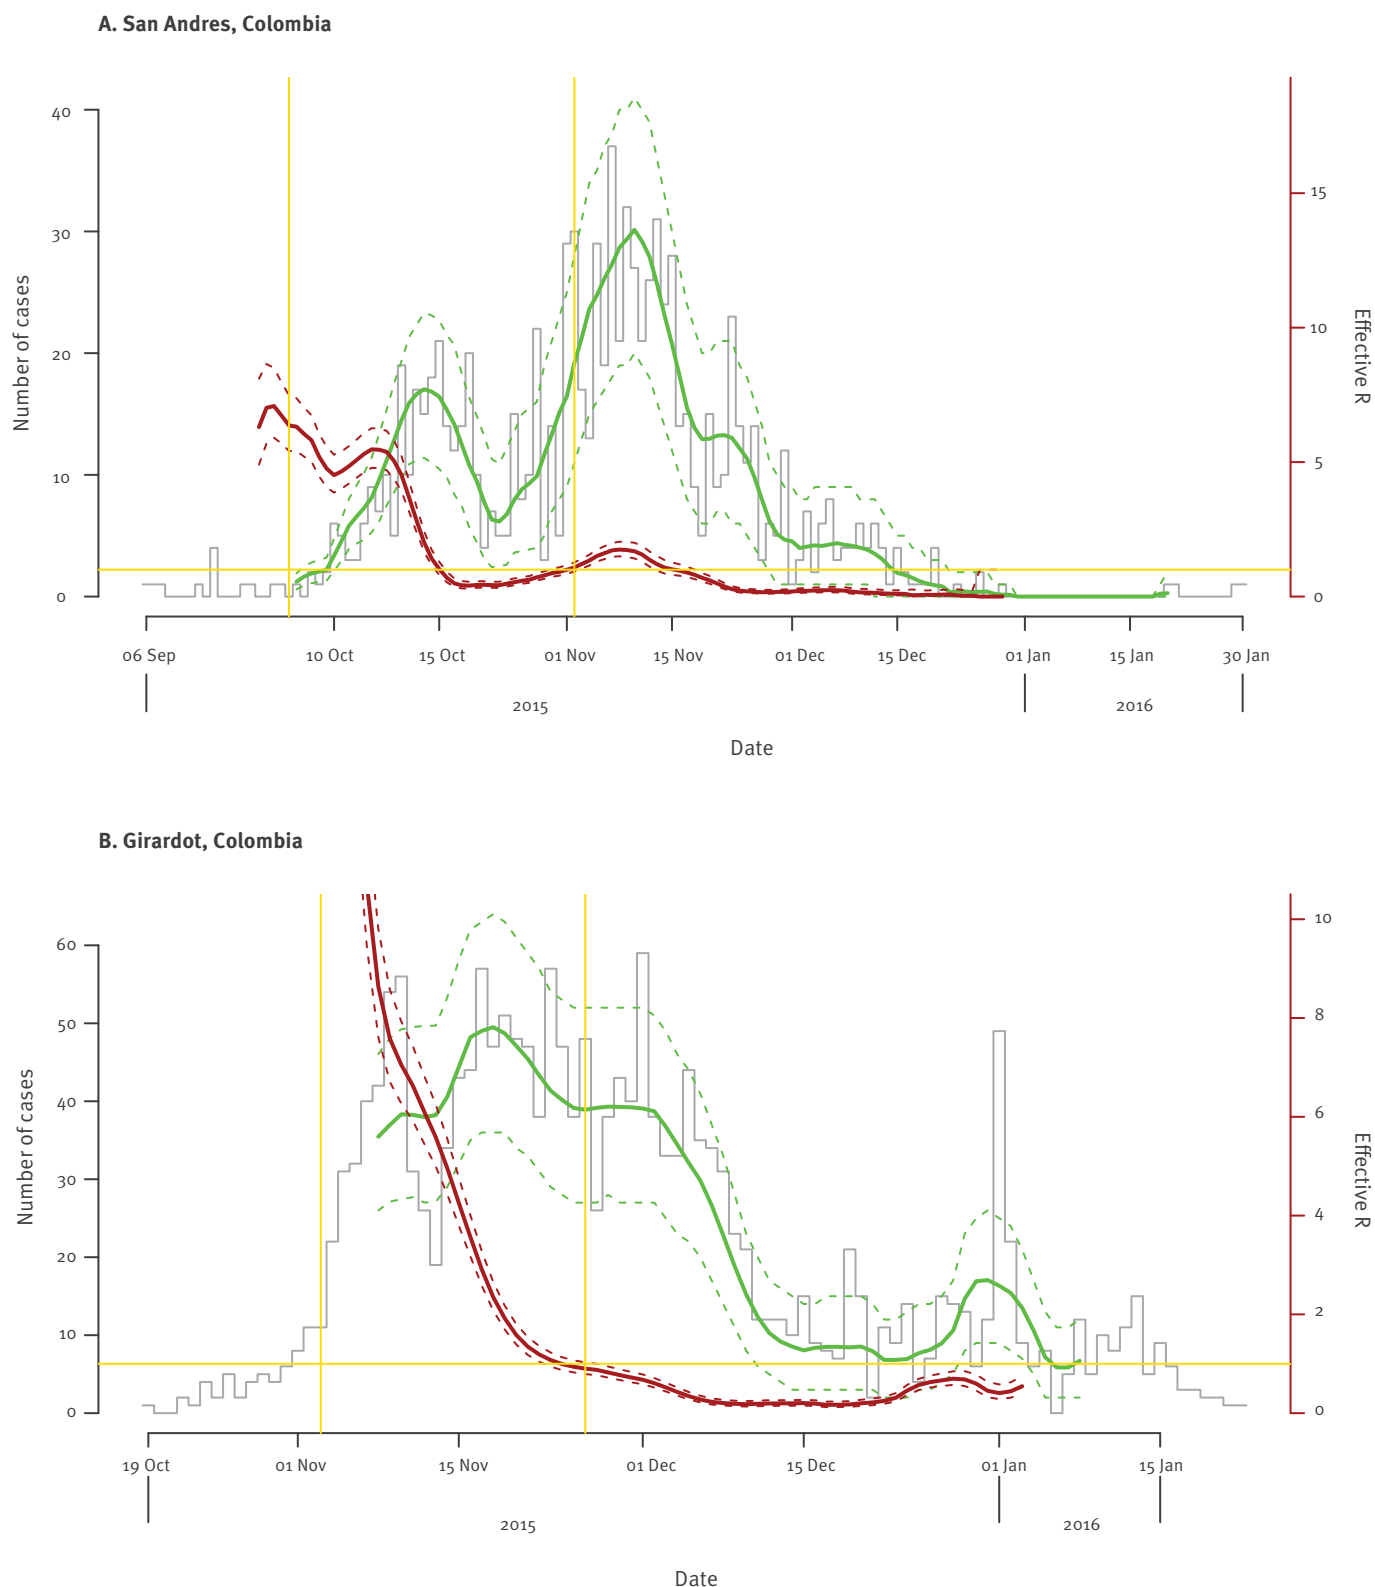 A. San Andres, Colombia
40
30
20
10
0
Number of cases
15
10
5
0
Effective R
06 Sep 10 Oct 15 Oct 01 Nov 15 Nov 01 Dec 15 Dec 01 Jan 15 Jan 30 Jan
2015 2016
Date
B. Girardot, Colombia
60
50
40
30
20
10
0
Number of cases
10
8
6
4
2
0
Effective R
19 Oct 01 Nov 15 Nov 01 Dec 15 Dec 01 Jan 15 Jan
2015 2016
Date